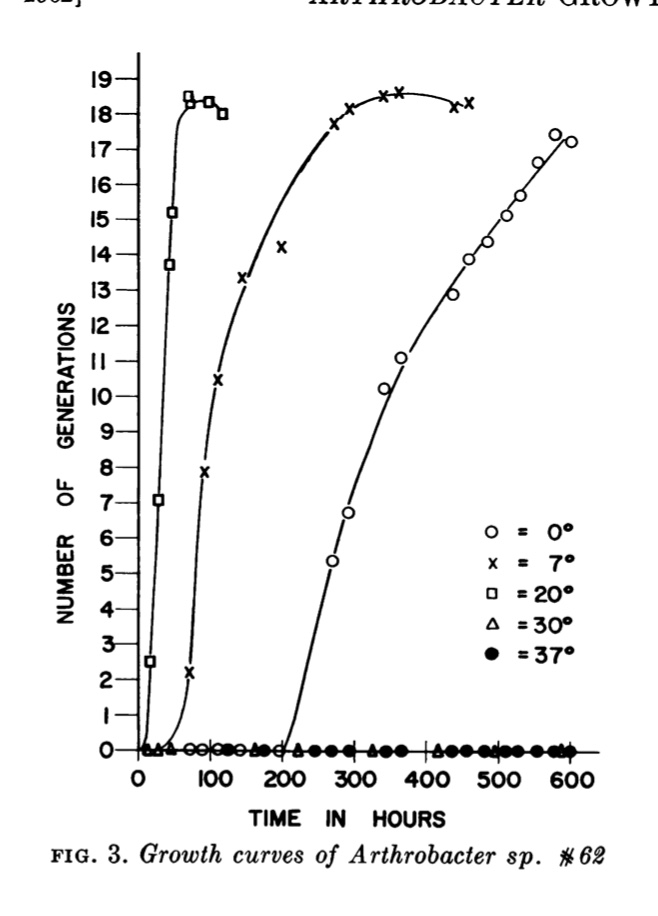 19
18
17
16
15
14
13
12
11
10
9
8
7
6
5
4
3
2
1
0
NUMBER OF GENERATIONS
○ = 0°
x = 7°
□ = 20°
△ = 30°
● = 37°
0 100 200 300 400 500 600
TIME IN HOURS
FIG. 3. Growth curves of Arthrobacter sp. #62